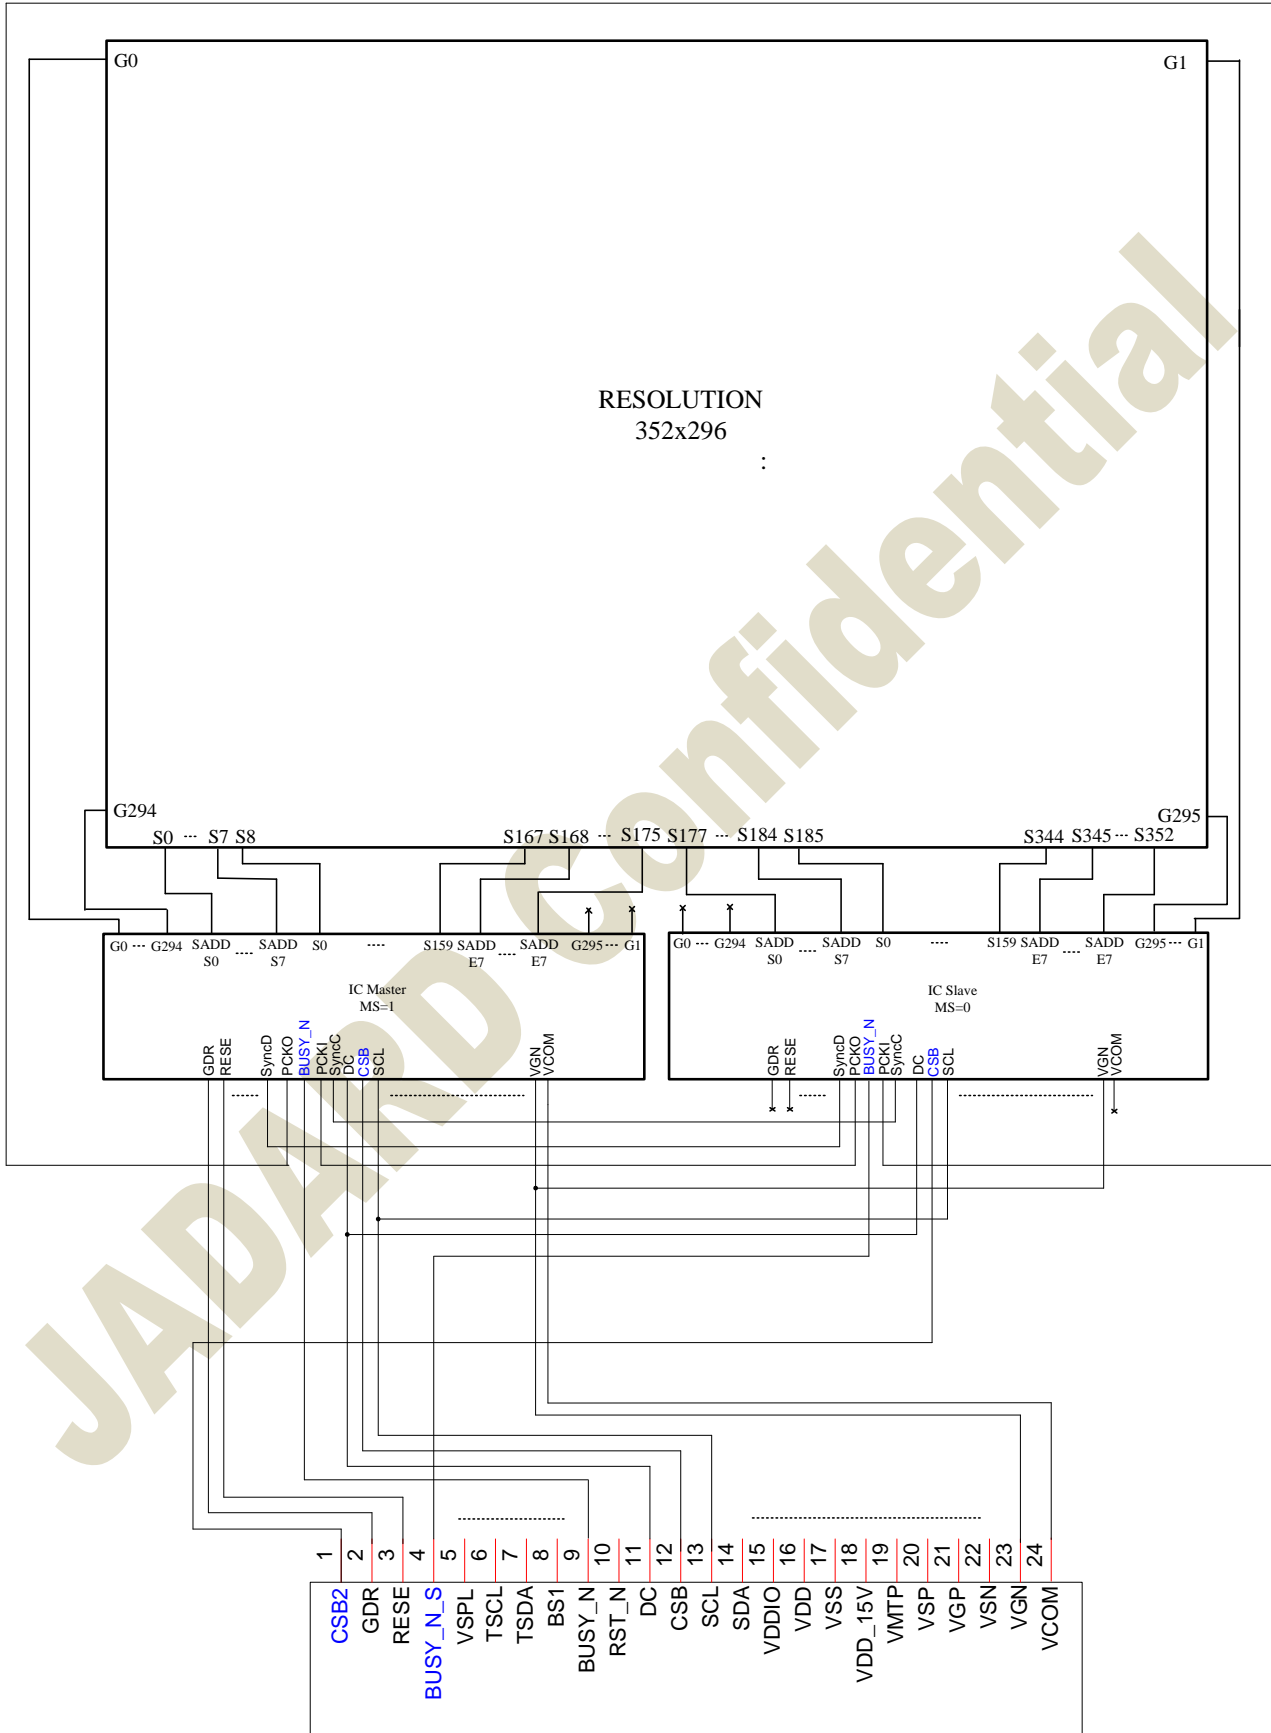 G0
G1
RESOLUTION
352x296
:
G294
G295
S0 ... S7 S8
S167 S168 ... S175 S177 ... S184 S185
S344 S345 ... S352
G0 ... G294 SADD S0 ..... SADD S7 S0 .... S159 SADD E7 ..... SADD E7 G295 ... G1
IC Master
MS=1
GDR
RESE
SyncD
PCKO
BUSY_N
PCKI
SyncC
DC
CSB
SCL
VGN
VCOM
G0 ... G294 SADD S0 ..... SADD S7 S0 .... S159 SADD E7 ..... SADD E7 G295 ... G1
IC Slave
MS=0
GDR
RESE
SyncD
PCKO
BUSY_N
PCKI
SyncC
DC
CSB
SCL
VGN
VCOM
1 CSB2
2 GDR
3 RESE
4 BUSY_N_S
5 VSPL
6 TSCL
7 TSDA
8 BS1
9 BUSY_N
10 RST_N
11 DC
12 CSB
13 SCL
14 SDA
15 VDDIO
16 VDD
17 VSS
18 VDD_15V
19 VMTP
20 VSP
21 VGP
22 VSN
23 VGN
24 VCOM
JADARD Confidential